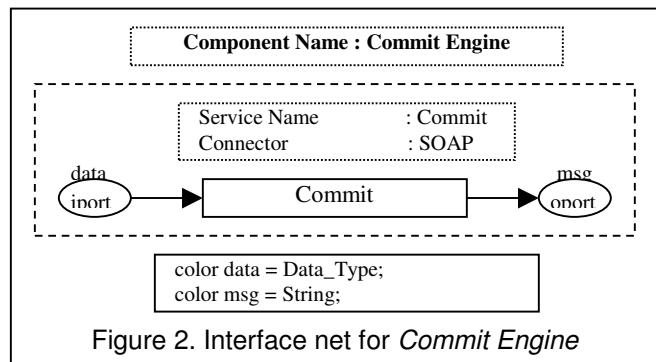 Component Name : Commit Engine
Service Name : Commit
Connector : SOAP
data
iport
Commit
msg
oport
color data = Data_Type;
color msg = String;
Figure 2. Interface net for Commit Engine